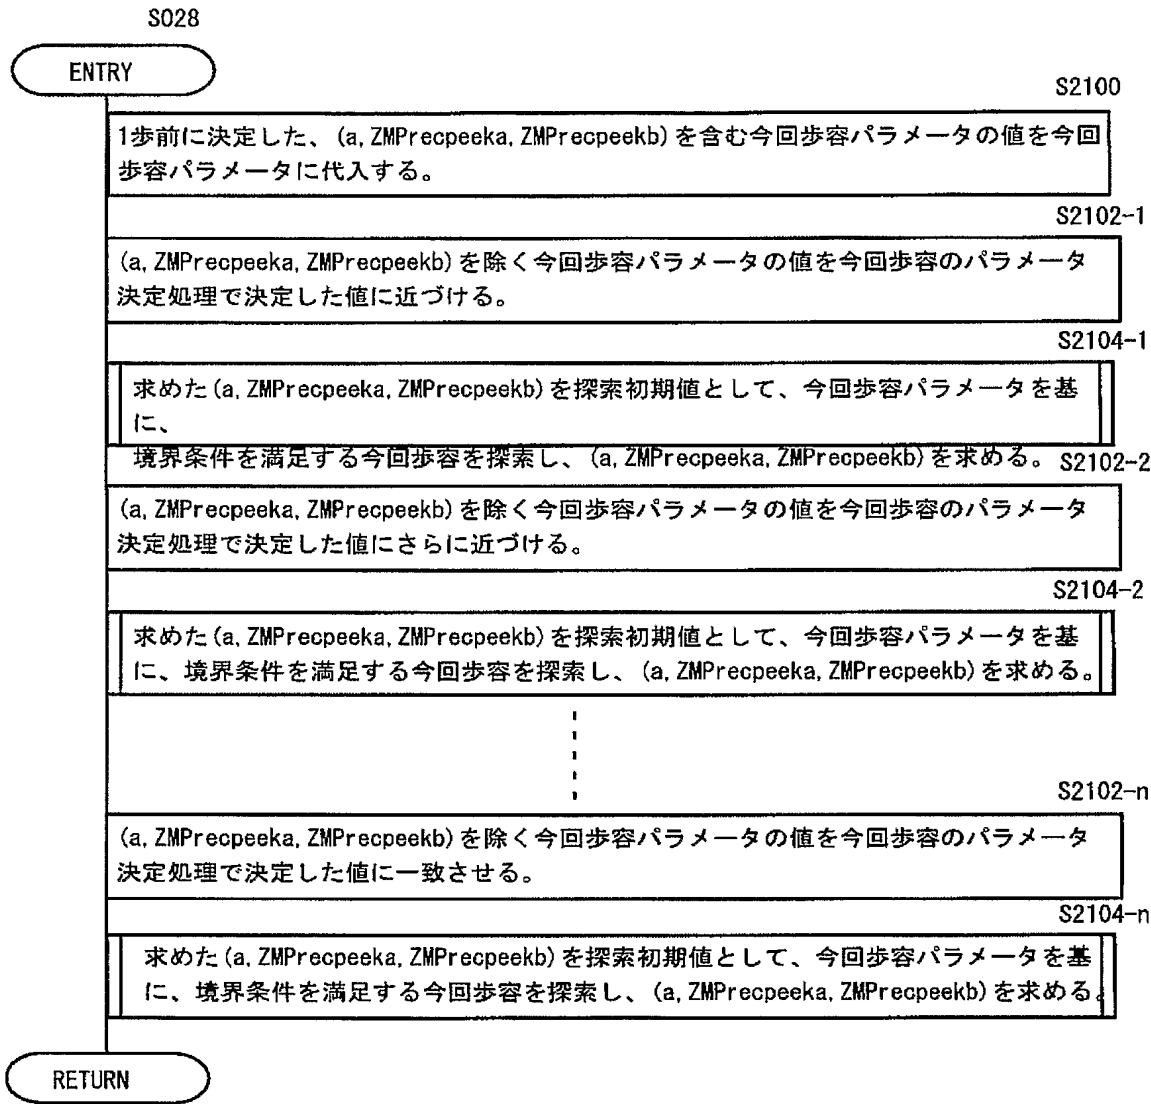 S028
ENTRY
S2100
1歩前に決定した、(a,ZMPrecpeeka,ZMPrecpeekb)を含む今回歩容パラメータの値を今回
歩容パラメータに代入する。
S2102-1
(a,ZMPrecpeeka,ZMPrecpeekb)を除く今回歩容パラメータの値を今回歩容のパラメータ
決定処理で決定した値に近づける。
S2104-1
求めた(a,ZMPrecpeeka,ZMPrecpeekb)を探索初期値として、今回歩容パラメータを基
に、
境界条件を満足する今回歩容を探索し、(a,ZMPrecpeeka,ZMPrecpeekb)を求める。
S2102-2
(a,ZMPrecpeeka,ZMPrecpeekb)を除く今回歩容パラメータの値を今回歩容のパラメータ
決定処理で決定した値にさらに近づける。
S2104-2
求めた(a,ZMPrecpeeka,ZMPrecpeekb)を探索初期値として、今回歩容パラメータを基
に、境界条件を満足する今回歩容を探索し、(a,ZMPrecpeeka,ZMPrecpeekb)を求める。
S2102-n
(a,ZMPrecpeeka,ZMPrecpeekb)を除く今回歩容パラメータの値を今回歩容のパラメータ
決定処理で決定した値に一致させる。
S2104-n
求めた(a,ZMPrecpeeka,ZMPrecpeekb)を探索初期値として、今回歩容パラメータを基
に、境界条件を満足する今回歩容を探索し、(a,ZMPrecpeeka,ZMPrecpeekb)を求める。
RETURN